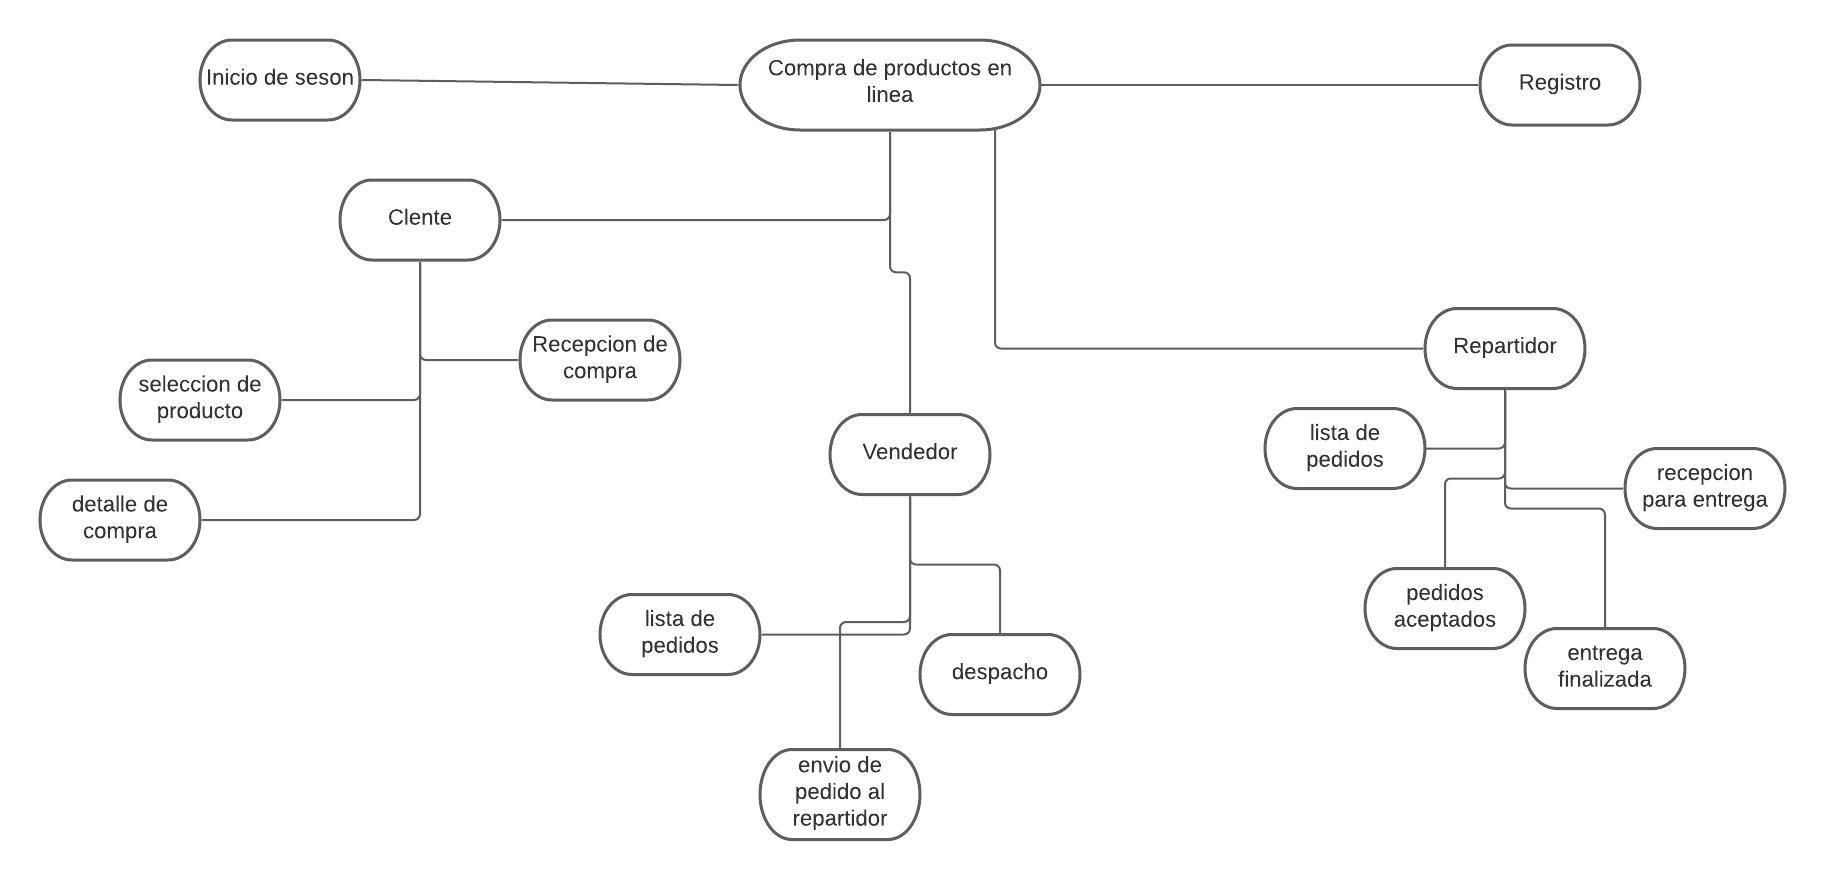 Inicio de seson
Compra de productos en
linea
Registro
Clente
Recepcion de
compra
seleccion de
producto
detalle de
compra
Vendedor
lista de
pedidos
despacho
envio de
pedido al
repartidor
Repartidor
lista de
pedidos
recepcion
para entrega
pedidos
aceptados
entrega
finalizada